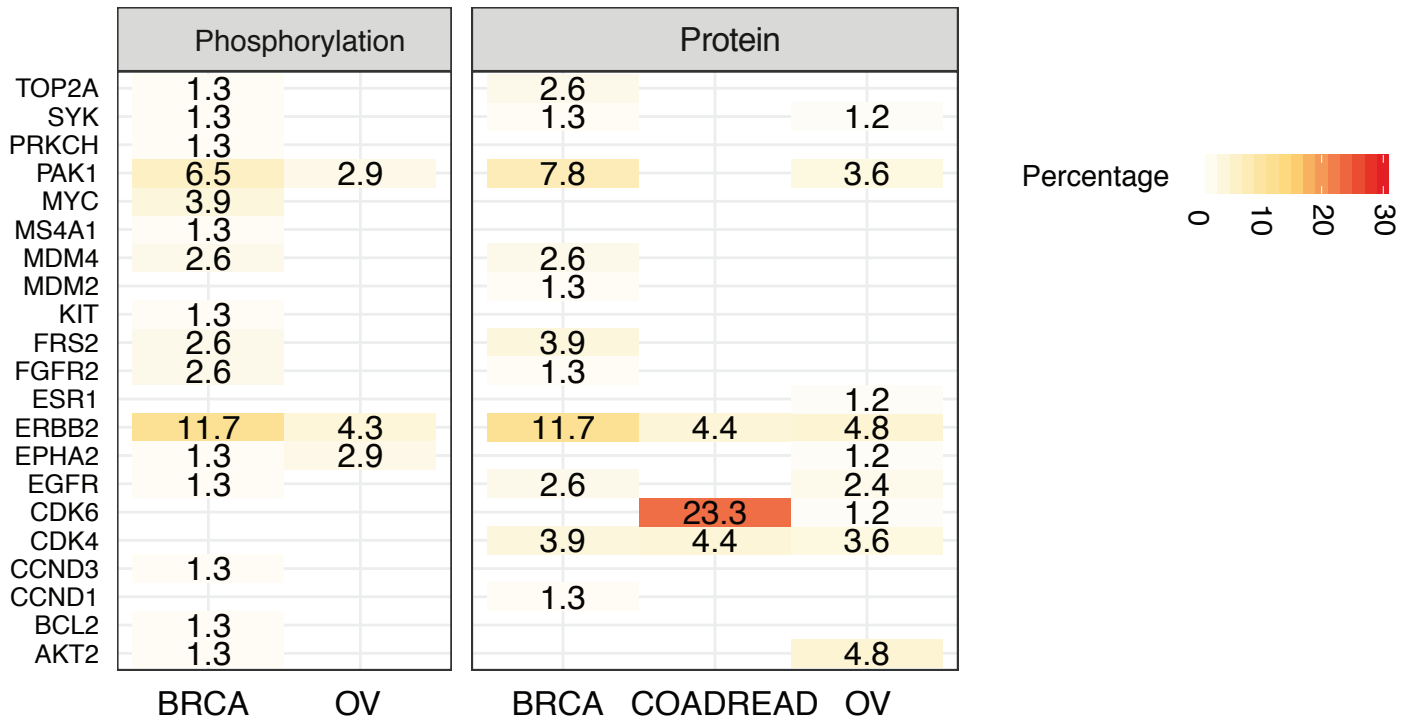 Phosphorylation Protein
TOP2A 1.3 2.6
SYK 1.3 1.3 1.2
PRKCH 1.3
PAK1 6.5 2.9 7.8 3.6
MYC 3.9
MS4A1 1.3
MDM4 2.6 2.6
MDM2 1.3
KIT 1.3
FRS2 2.6 3.9
FGFR2 2.6 1.3
ESR1 1.2
ERBB2 11.7 4.3 11.7 4.4 4.8
EPHA2 1.3 2.9 1.2
EGFR 1.3 2.6 2.4
CDK6 23.3 1.2
CDK4 3.9 4.4 3.6
CCND3 1.3
CCND1 1.3
BCL2 1.3
AKT2 1.3 4.8
BRCA OV BRCA COADREAD OV
Percentage
0 10 20 30